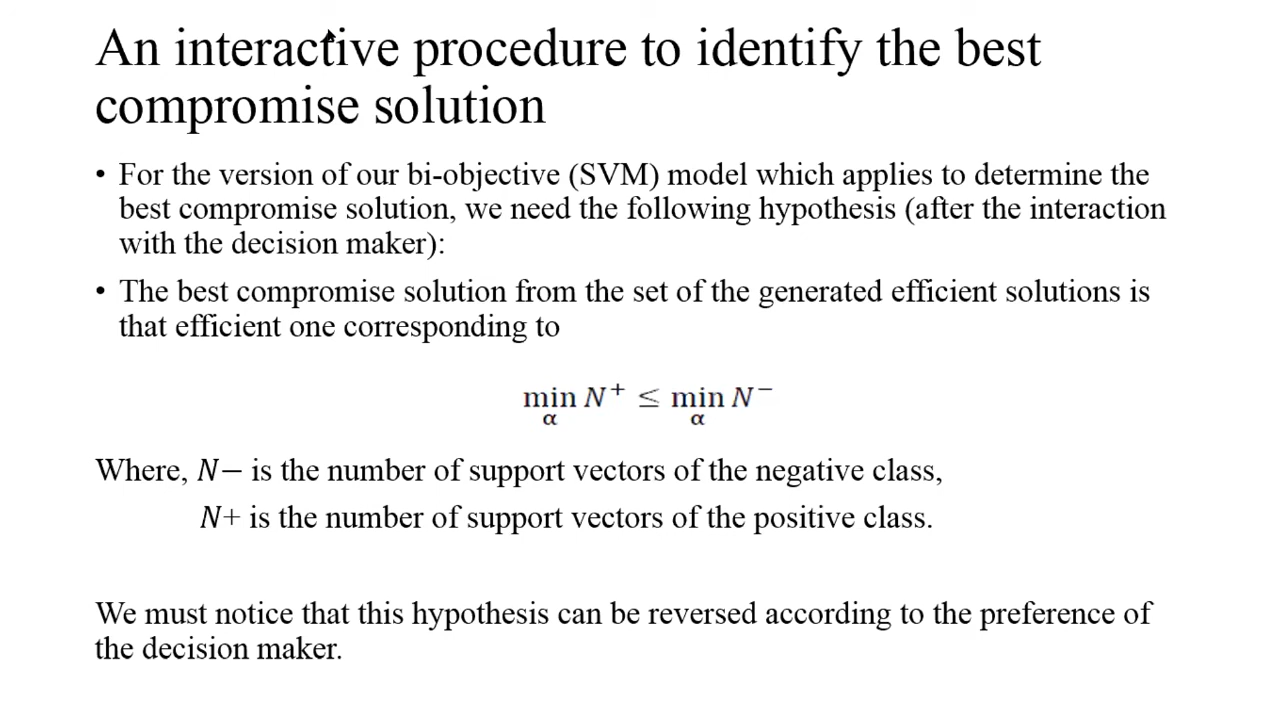 An interactive procedure to identify the best
compromise solution
• For the version of our bi-objective (SVM) model which applies to determine the
best compromise solution, we need the following hypothesis (after the interaction
with the decision maker):
• The best compromise solution from the set of the generated efficient solutions is
that efficient one corresponding to
min N⁺ ≤ min N⁻
α α
Where, N− is the number of support vectors of the negative class,
N+ is the number of support vectors of the positive class.
We must notice that this hypothesis can be reversed according to the preference of
the decision maker.